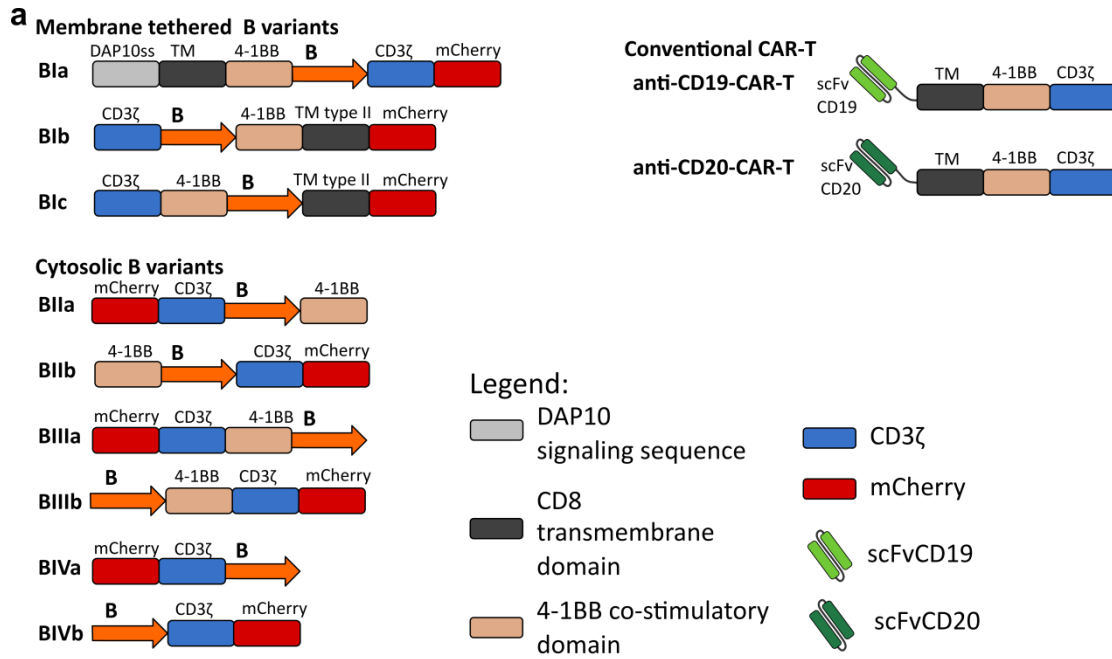 a
Membrane tethered B variants
DAP10ss TM 4-1BB B CD3ζ mCherry
BIa
CD3ζ B 4-1BB TM type II mCherry
BIb
CD3ζ 4-1BB B TM type II mCherry
BIc
Cytosolic B variants
mCherry CD3ζ B 4-1BB
BIIa
4-1BB B CD3ζ mCherry
BIIb
mCherry CD3ζ 4-1BB B
BIIIa
B 4-1BB CD3ζ mCherry
BIIIb
mCherry CD3ζ B
BIVa
B CD3ζ mCherry
BIVb
Conventional CAR-T
anti-CD19-CAR-T
scFv
CD19
TM 4-1BB CD3ζ
anti-CD20-CAR-T
scFv
CD20
TM 4-1BB CD3ζ
Legend:
DAP10
signaling sequence
CD8
transmembrane
domain
4-1BB co-stimulatory
domain
CD3ζ
mCherry
scFvCD19
scFvCD20